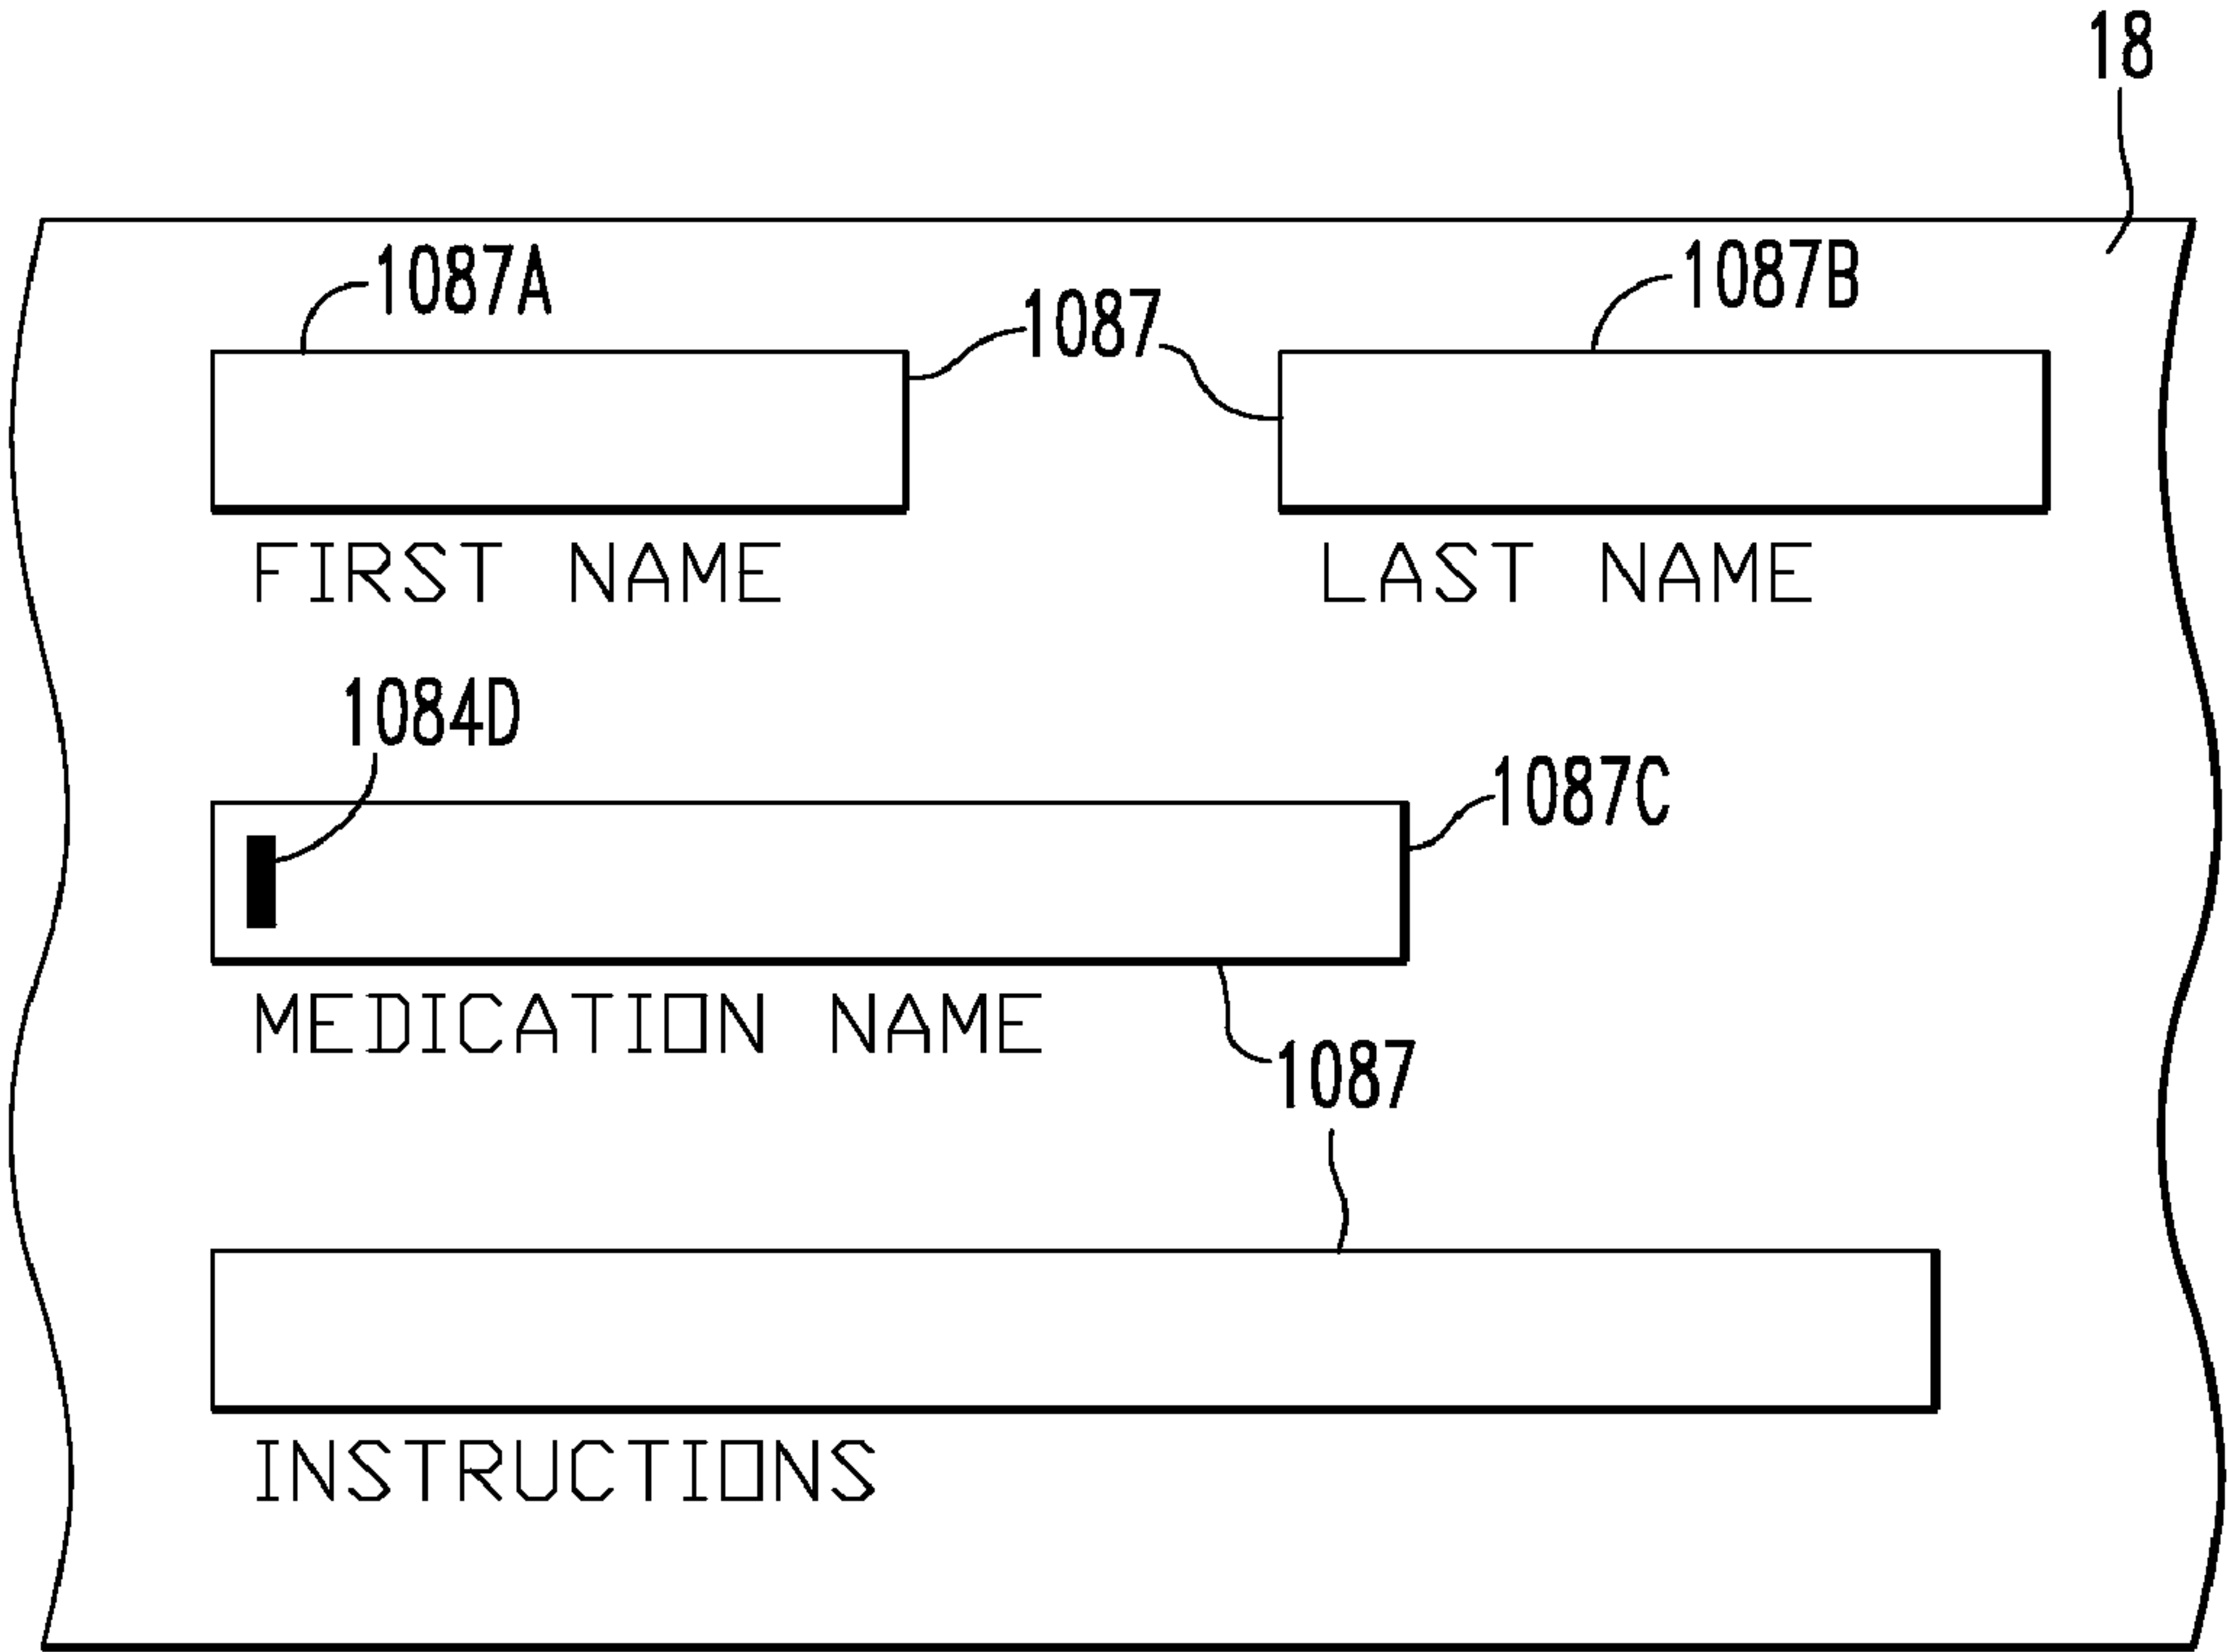 18
1087A
1087
1087B
FIRST NAME
LAST NAME
1084D
1087C
MEDICATION NAME
1087
INSTRUCTIONS